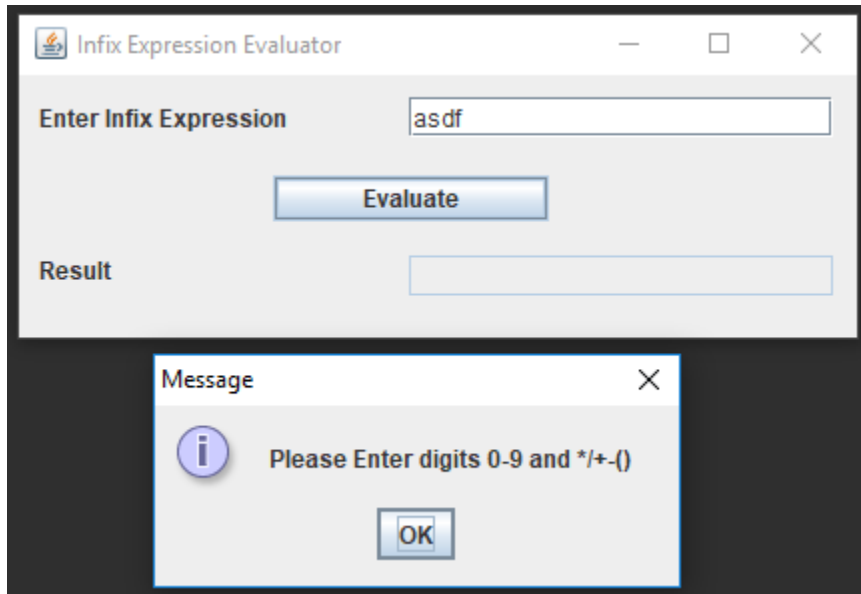 Infix Expression Evaluator
Enter Infix Expression asdf
Evaluate
Result
Message
i
Please Enter digits 0-9 and */+-()
OK